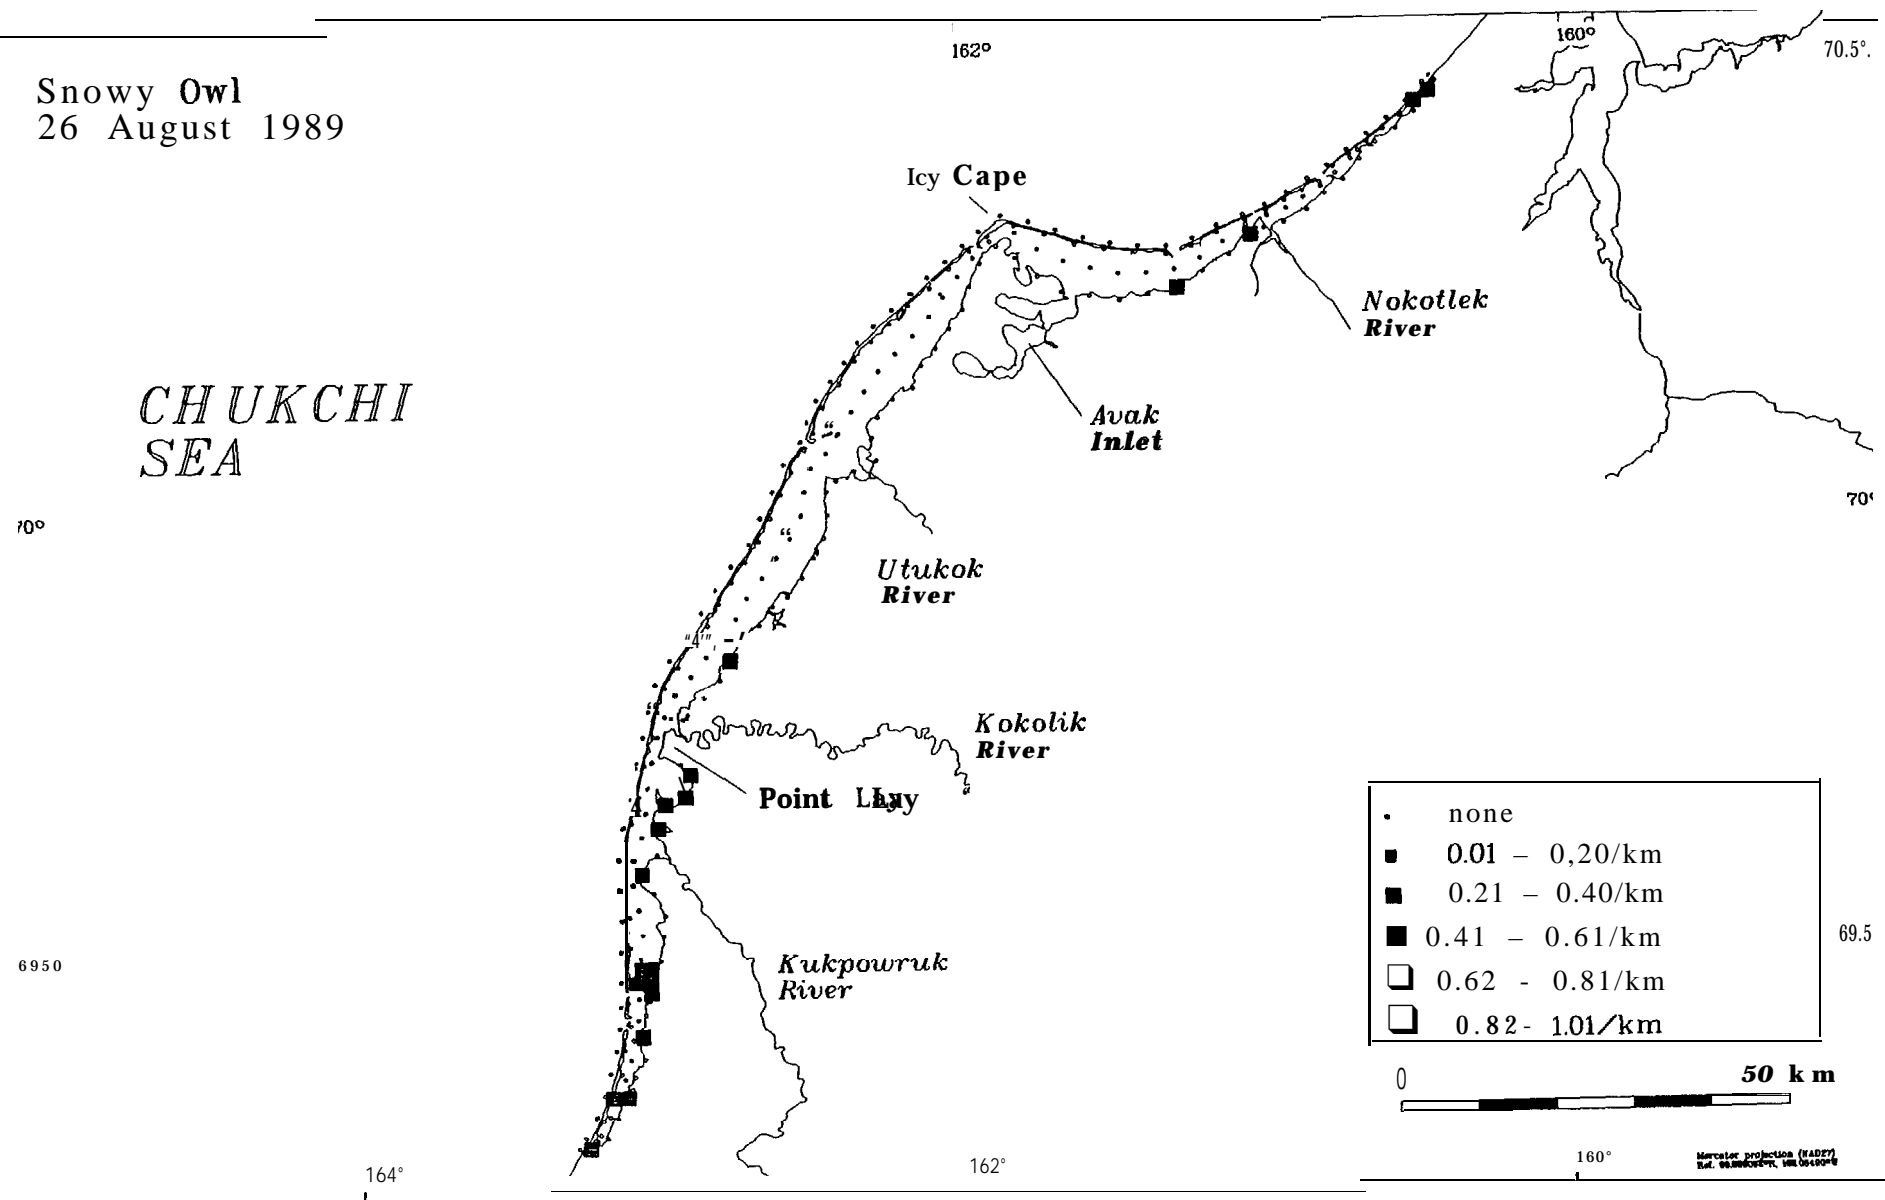 162°
160°
70.5°.
Snowy Owl
26 August 1989
Icy Cape
Nokotlek
River
CHUKCHI
SEA
Avak
Inlet
70°
70°
Utukok
River
Kokolik
River
Point Lay
none
0.01 – 0,20/km
0.21 – 0.40/km
0.41 – 0.61/km
0.62 - 0.81/km
0.82- 1.01/km
69.5
6950
Kukpowruk
River
0 50 km
164°
162°
160°
Mercator projection (NAD27)